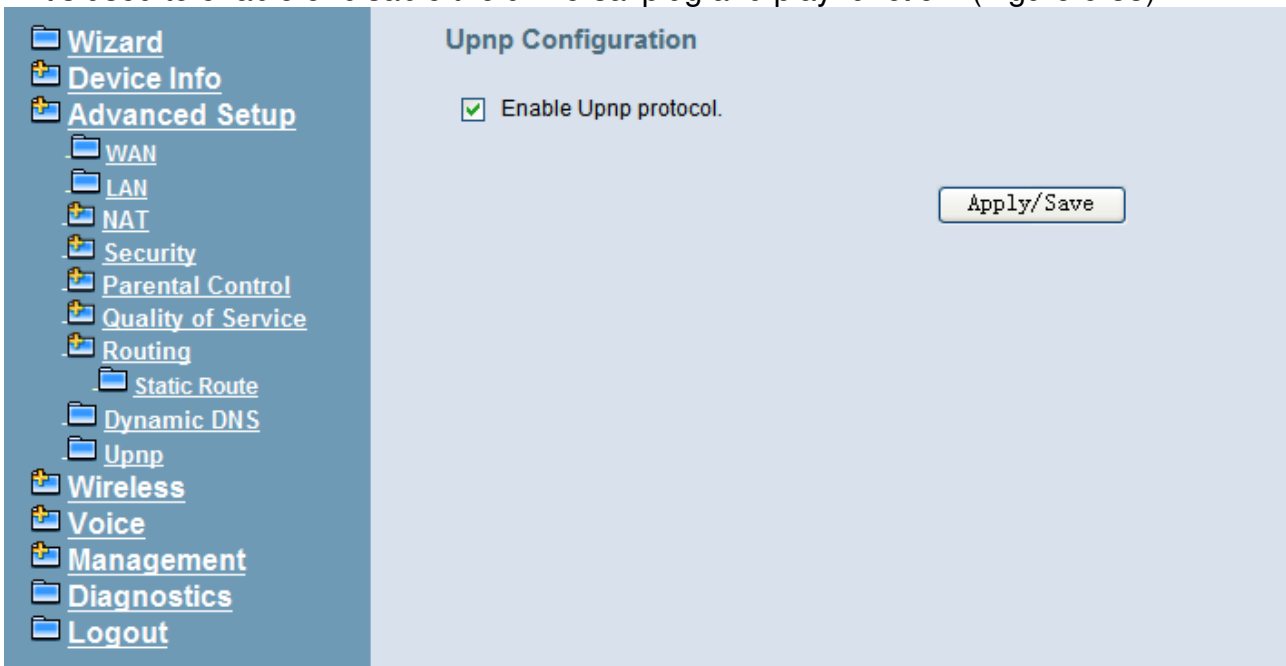 Wizard
Device Info
Advanced Setup
WAN
LAN
NAT
Security
Parental Control
Quality of Service
Routing
Static Route
Dynamic DNS
Upnp
Wireless
Voice
Management
Diagnostics
Logout
Upnp Configuration
Enable Upnp protocol.
Apply/Save